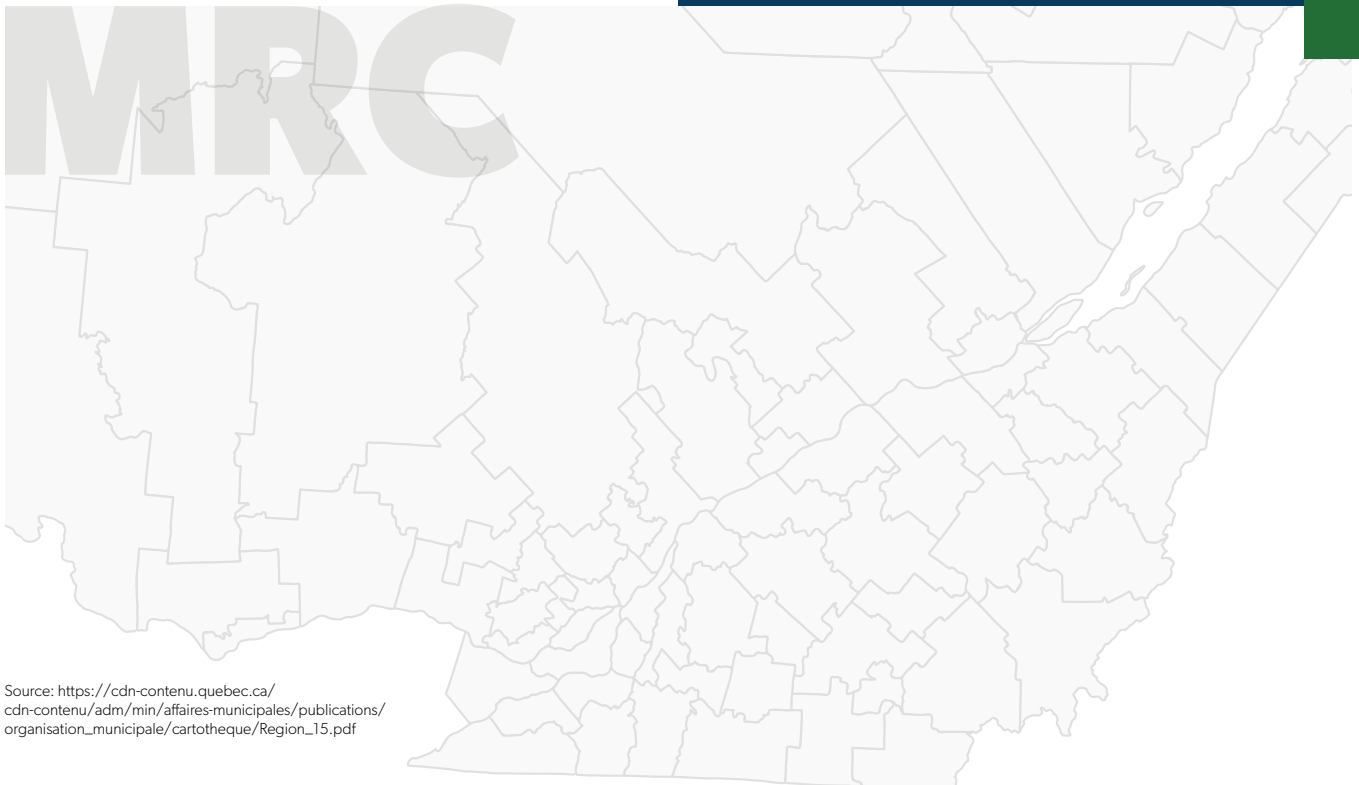 MRC
Source: https://cdn-contenu.quebec.ca/
cdn-contenu/adm/min/affaires-municipales/publications/
organisation_municipale/cartotheque/Region_15.pdf